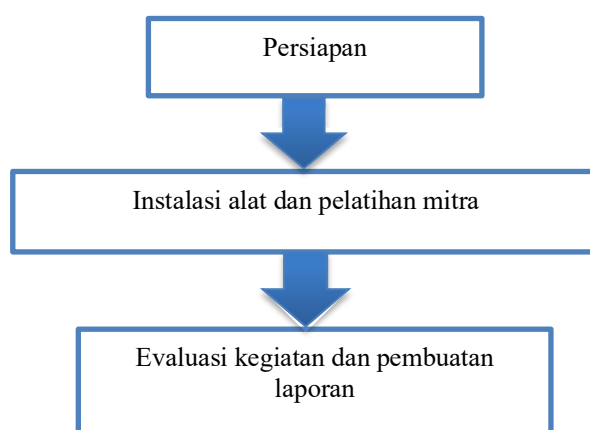 Persiapan
Instalasi alat dan pelatihan mitra
Evaluasi kegiatan dan pembuatan
laporan